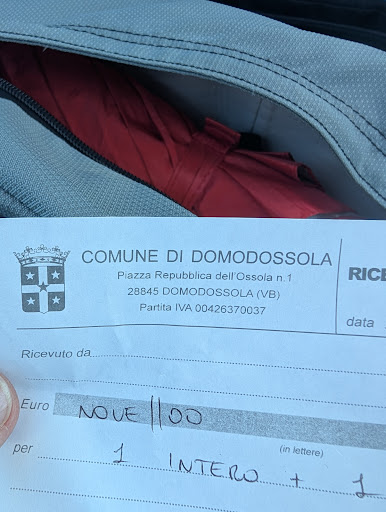 COMUNE DI DOMODOSSOLA
Piazza Repubblica dell'Ossola n.1
28845 DOMODOSSOLA (VB)
Partita IVA 00426370037
RICE
data
Ricevuto da
Euro NOVE//00
(in lettere)
per 1 INTERO + 1